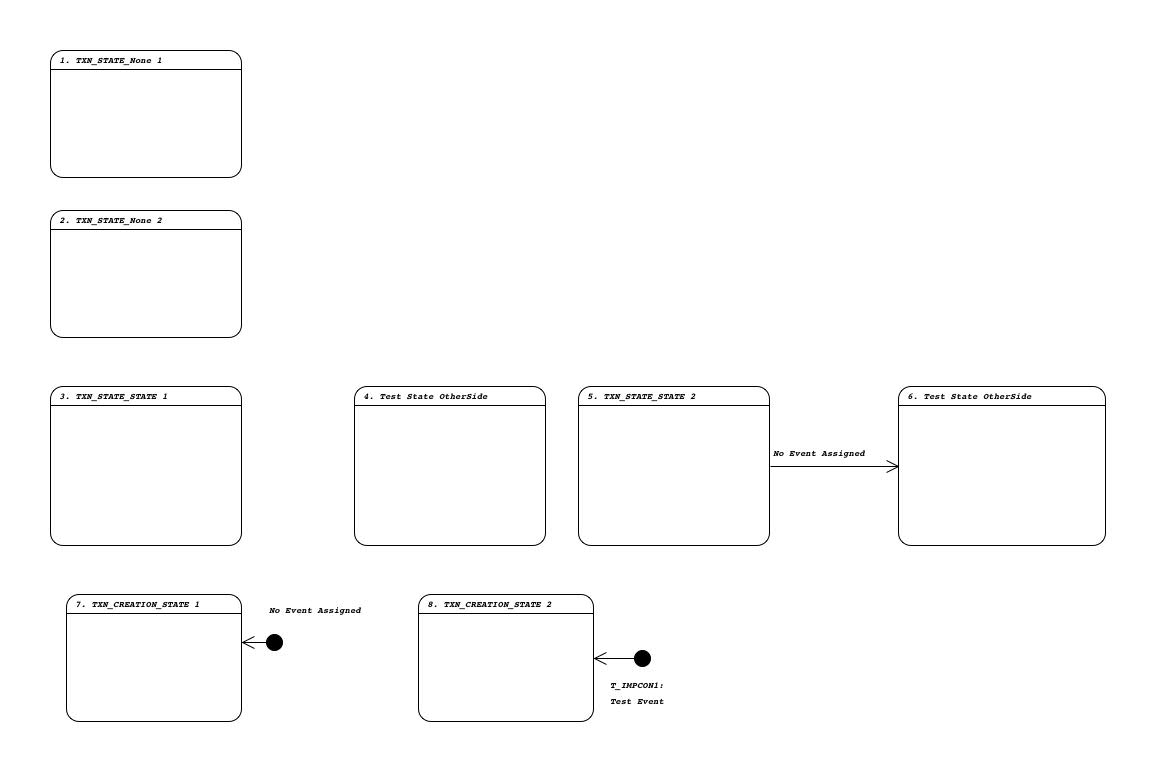 1. TXN_STATE_None 1
2. TXN_STATE_None 2
3. TXN_STATE_STATE 1
4. Test State OtherSide
5. TXN_STATE_STATE 2
6. Test State OtherSide
No Event Assigned
7. TXN_CREATION_STATE 1
No Event Assigned
8. TXN_CREATION_STATE 2
T_IMPCON1:
Test Event